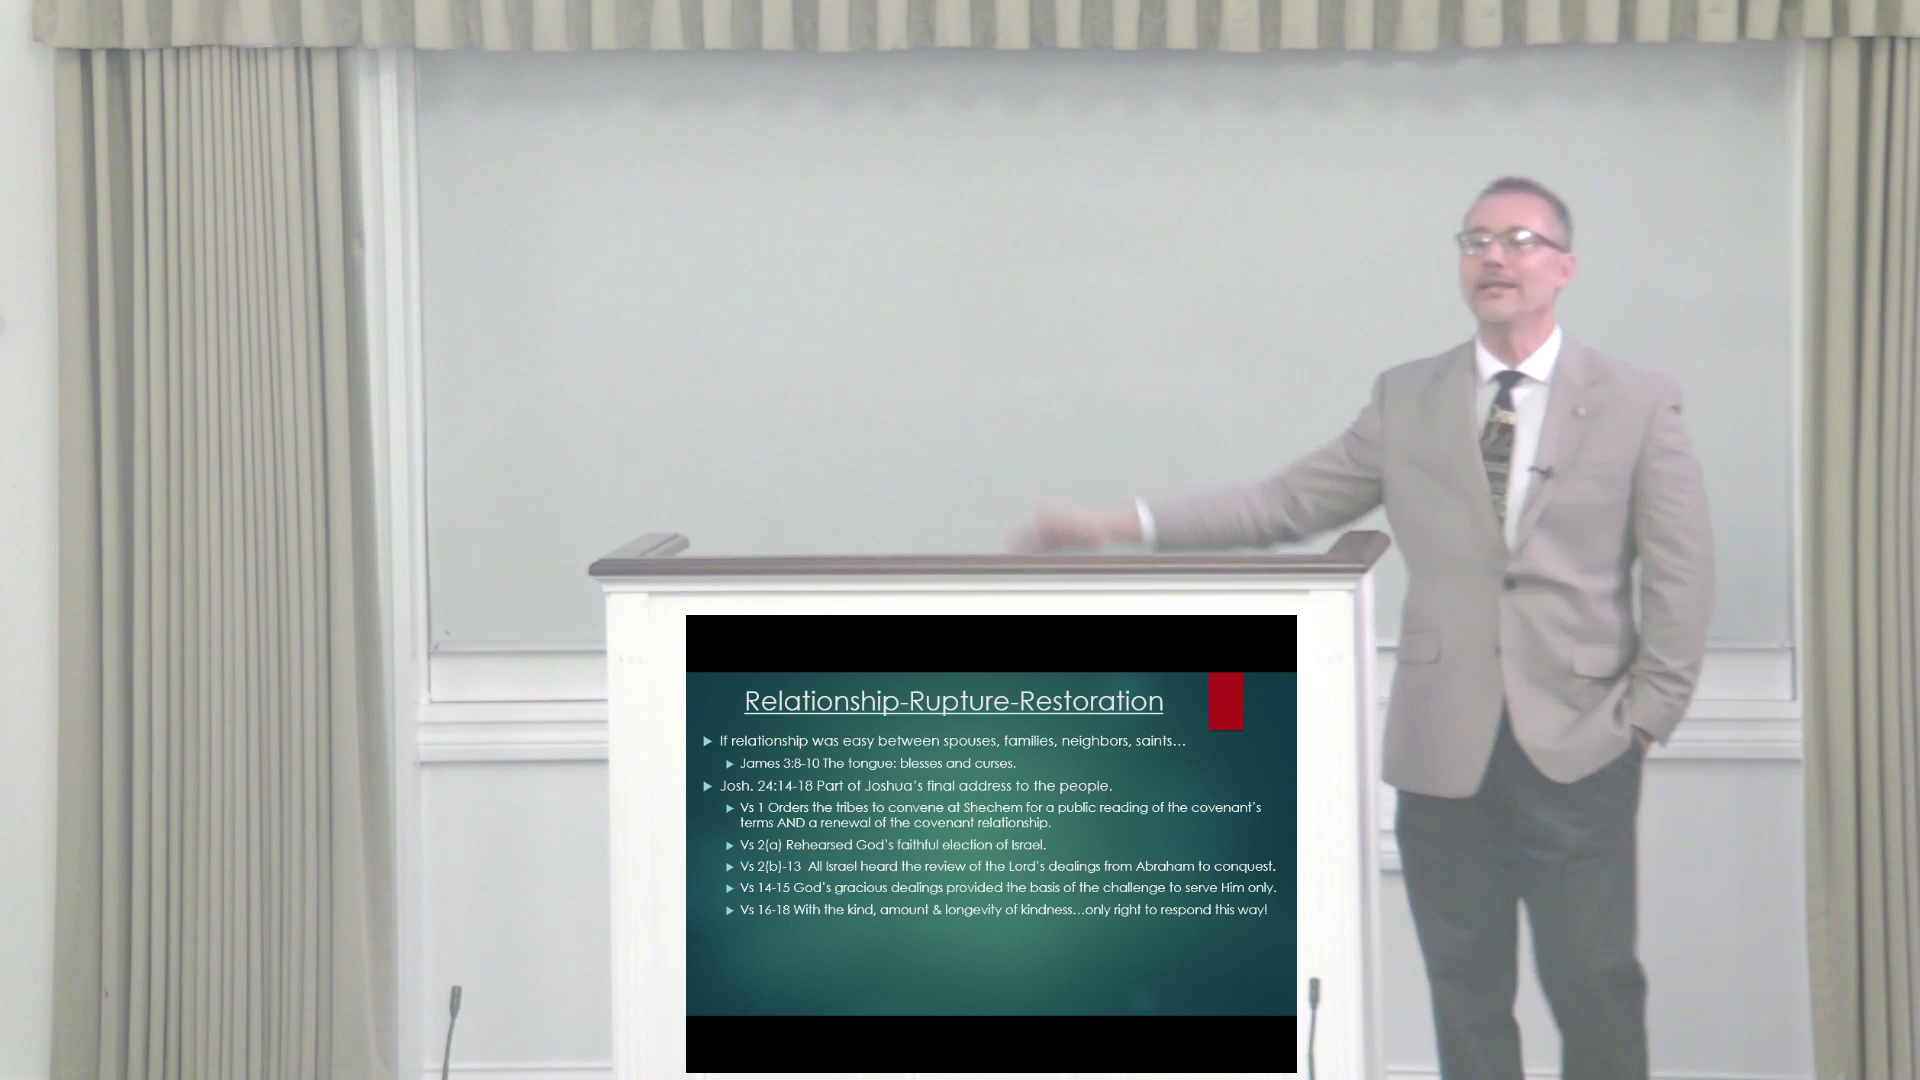 Relationship-Rupture-Restoration
If relationship was easy between spouses, families, neighbors, saints…
James 3:8-10 The tongue: blesses and curses.
Josh. 24:14-18 Part of Joshua's final address to the people.
Vs 1 Orders the tribes to convene at Shechem for a public reading of the covenant's
terms AND a renewal of the covenant relationship.
Vs 2(a) Rehearsed God's faithful election of Israel.
Vs 2(b)-13 All Israel heard the review of the Lord's dealings from Abraham to conquest.
Vs 14-15 God's gracious dealings provided the basis of the challenge to serve Him only.
Vs 16-18 With the kind, amount & longevity of kindness…only right to respond this way!